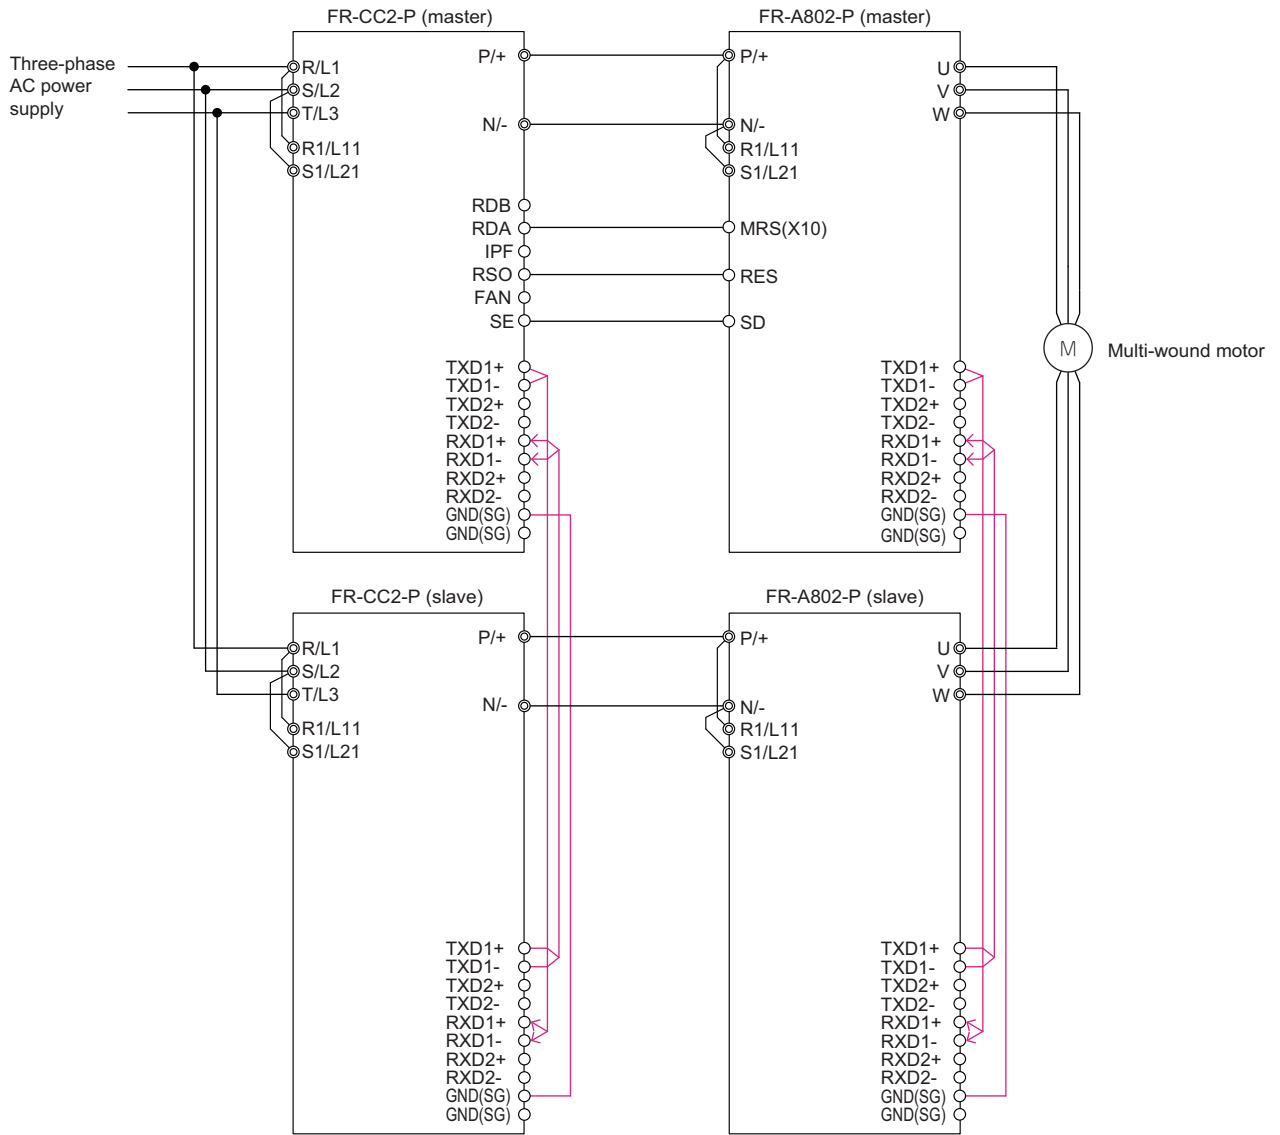 FR-CC2-P (master)
FR-A802-P (master)
Three-phase
AC power
supply
R/L1
S/L2
T/L3
R1/L11
S1/L21
P/+
N/-
RDB
RDA
IPF
RSO
FAN
SE
TXD1+
TXD1-
TXD2+
TXD2-
RXD1+
RXD1-
RXD2+
RXD2-
GND(SG)
GND(SG)
P/+
N/-
R1/L11
S1/L21
MRS(X10)
RES
SD
U
V
W
TXD1+
TXD1-
TXD2+
TXD2-
RXD1+
RXD1-
RXD2+
RXD2-
GND(SG)
GND(SG)
M
Multi-wound motor
FR-CC2-P (slave)
FR-A802-P (slave)
R/L1
S/L2
T/L3
R1/L11
S1/L21
P/+
N/-
TXD1+
TXD1-
TXD2+
TXD2-
RXD1+
RXD1-
RXD2+
RXD2-
GND(SG)
GND(SG)
P/+
N/-
R1/L11
S1/L21
U
V
W
TXD1+
TXD1-
TXD2+
TXD2-
RXD1+
RXD1-
RXD2+
RXD2-
GND(SG)
GND(SG)